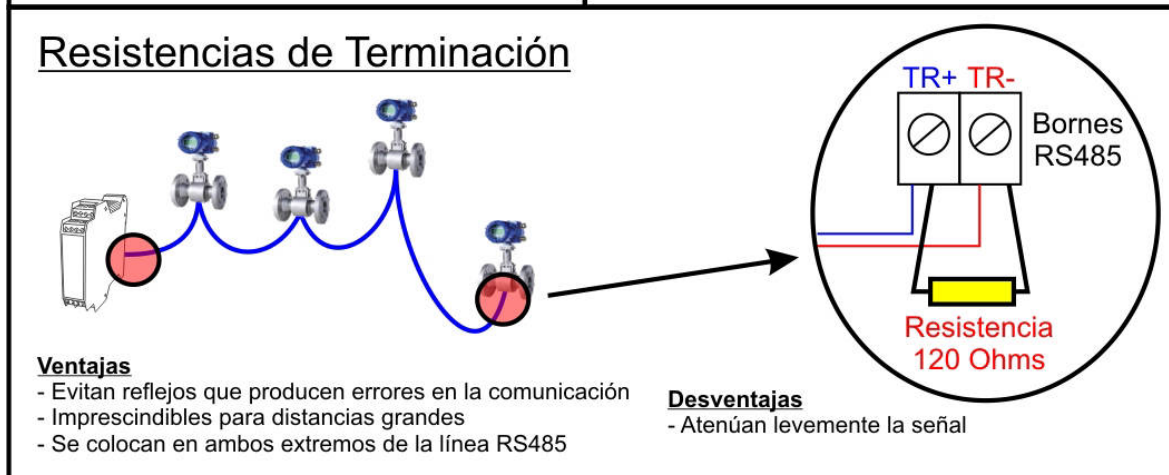 Resistencias de Terminación
TR+ TR-
Bornes
RS485
Resistencia
120 Ohms
Ventajas
- Evitan reflejos que producen errores en la comunicación
- Imprescindibles para distancias grandes
- Se colocan en ambos extremos de la línea RS485
Desventajas
- Atenúan levemente la señal